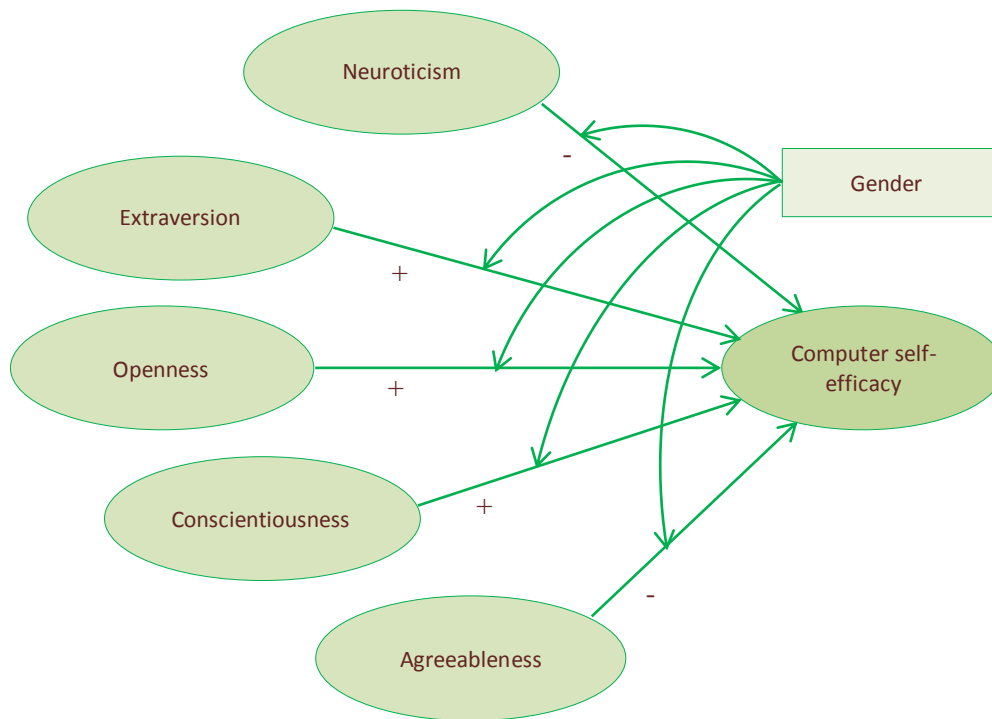 Neuroticism
-
Gender
Extraversion
+
Openness
+
Computer self-
efficacy
Conscientiousness
+
-
Agreeableness